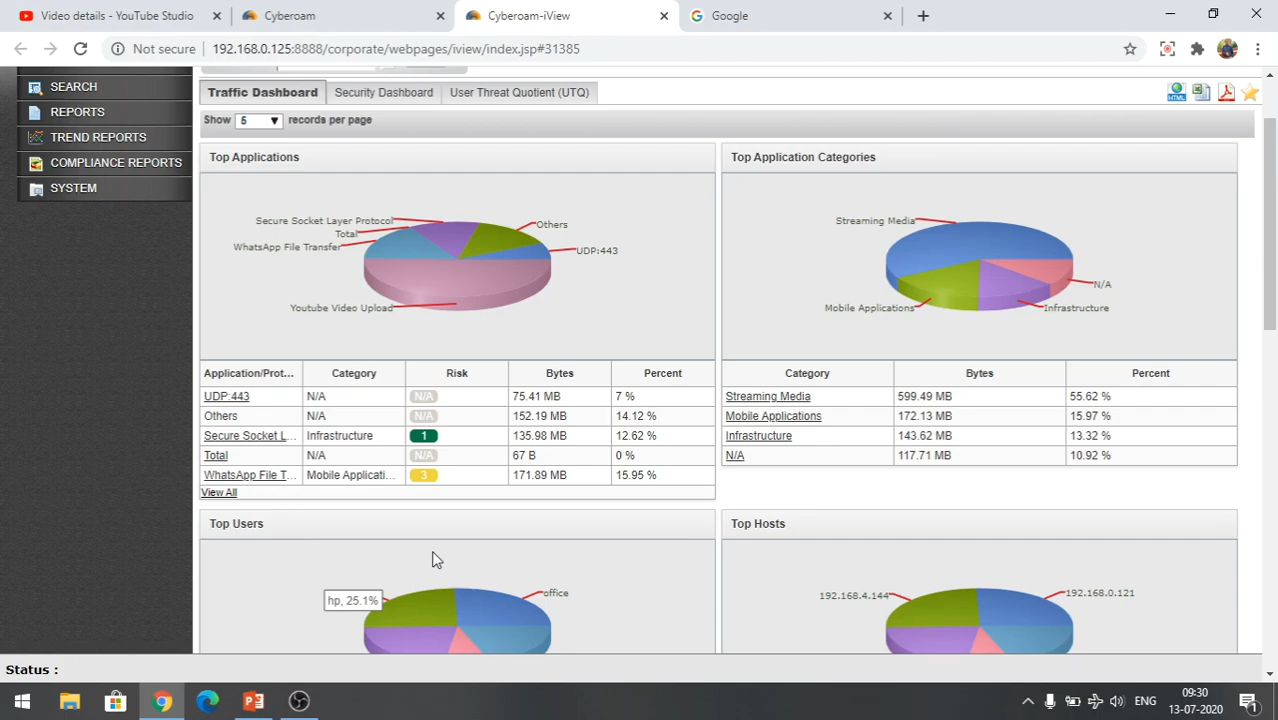 Video details - YouTube Studio
Cyberoam
Cyberoam-iView
Google
Not secure 192.168.0.125:8888/corporate/webpages/iview/index.jsp#31385
SEARCH
REPORTS
TREND REPORTS
COMPLIANCE REPORTS
SYSTEM
Traffic Dashboard Security Dashboard User Threat Quotient (UTQ)
HTML
Show 5 records per page
Top Applications
Secure Socket Layer Protocol
Total
WhatsApp File Transfer
Others
UDP:443
Youtube Video Upload
Application/Prot... Category Risk Bytes Percent
UDP:443 N/A N/A 75.41 MB 7 %
Others N/A N/A 152.19 MB 14.12 %
Secure Socket L... Infrastructure 1 135.98 MB 12.62 %
Total N/A N/A 67 B 0 %
WhatsApp File T... Mobile Applicati... 3 171.89 MB 15.95 %
View All
Top Application Categories
Streaming Media
N/A
Mobile Applications
Infrastructure
Category Bytes Percent
Streaming Media 599.49 MB 55.62 %
Mobile Applications 172.13 MB 15.97 %
Infrastructure 143.62 MB 13.32 %
N/A 117.71 MB 10.92 %
Top Users
office
hp, 25.1%
Top Hosts
192.168.4.144
192.168.0.121
Status :
ENG
09:30
13-07-2020
1